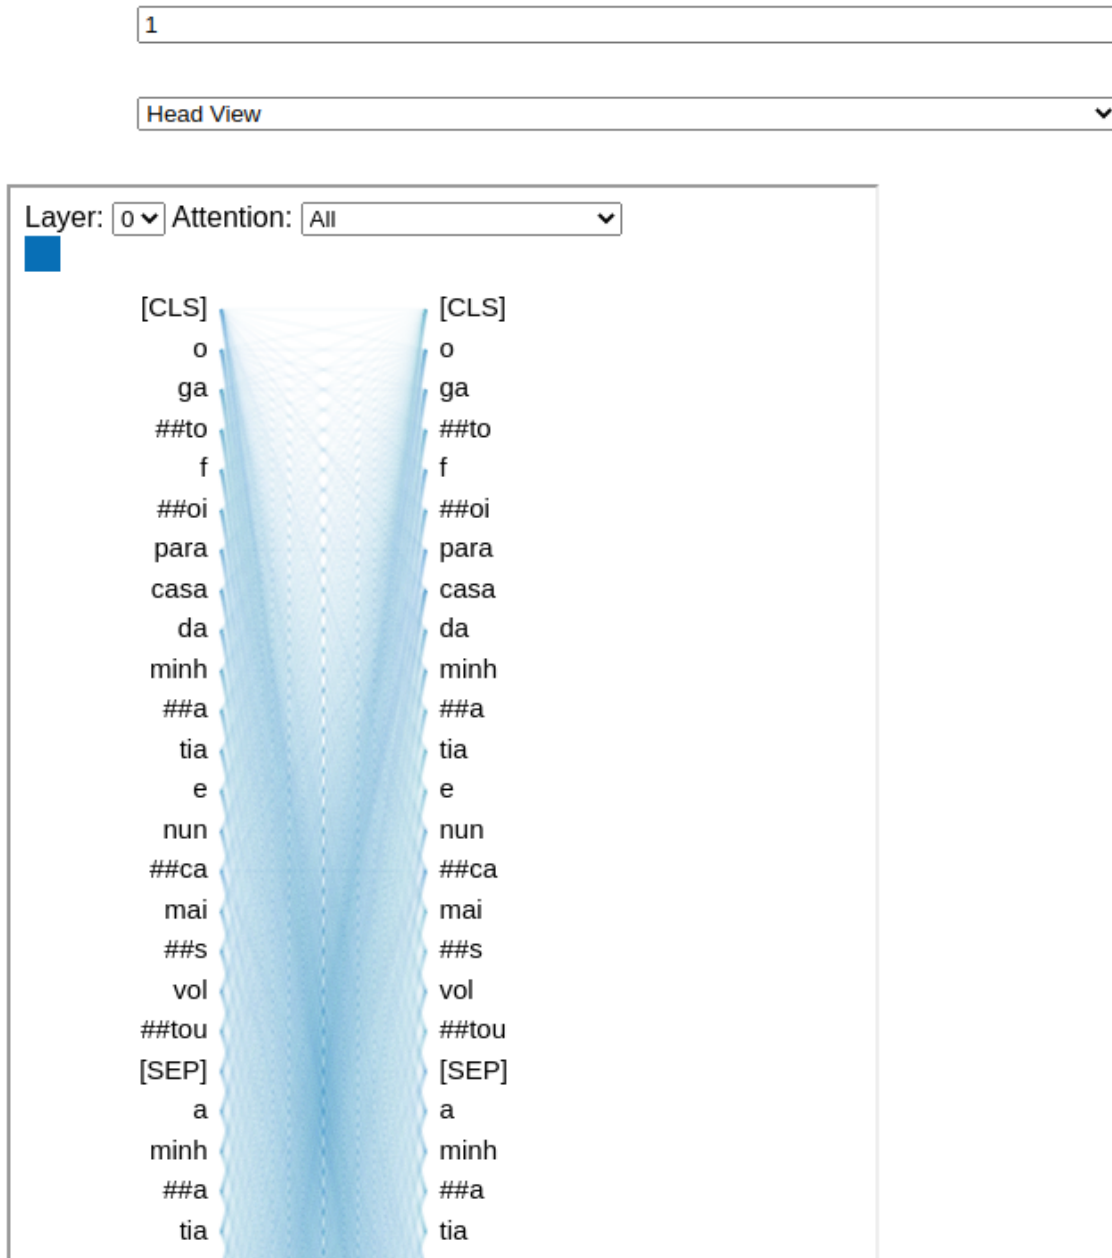 1
Head View
Layer: 0 Attention: All
[CLS] [CLS]
o o
ga ga
##to ##to
f f
##oi ##oi
para para
casa casa
da da
minh minh
##a ##a
tia tia
e e
nun nun
##ca ##ca
mai mai
##s ##s
vol vol
##tou ##tou
[SEP] [SEP]
a a
minh minh
##a ##a
tia tia